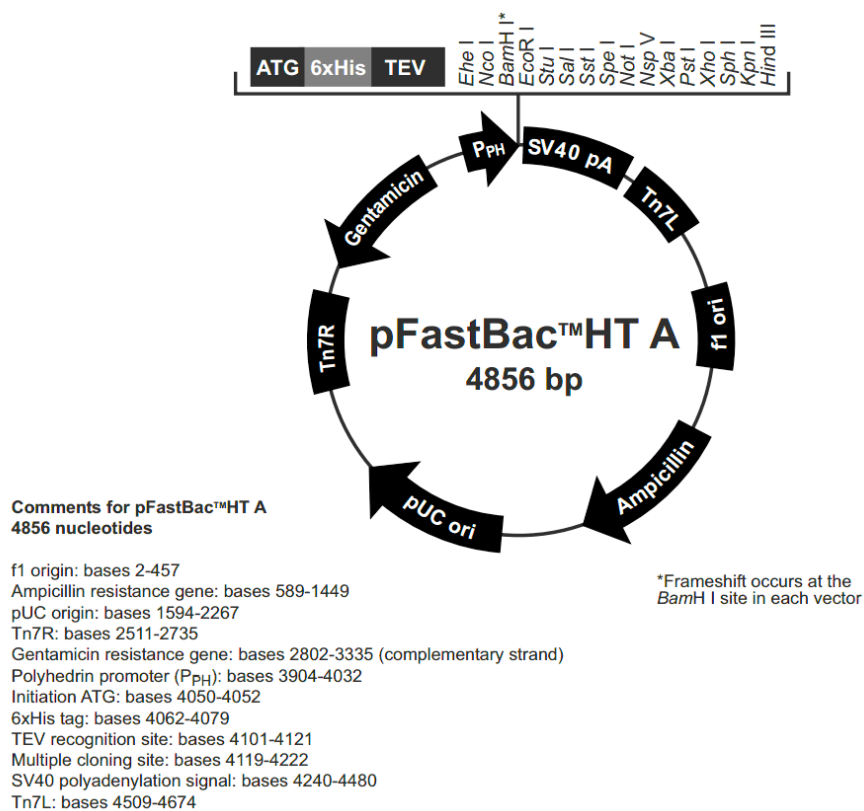 ATG 6xHis TEV
Ehe I
Nco I
BamH I*
EcoR I
Stu I
Sal I
Sst I
Spe I
Not I
Nsp V
Xba I
Pst I
Xho I
Sph I
Kpn I
Hind III
PPH
SV40 pA
Tn7L
Gentamicin
f1 ori
Tn7R
pFastBac™HT A
4856 bp
Ampicillin
pUC ori
Comments for pFastBac™HT A
4856 nucleotides
f1 origin: bases 2-457
Ampicillin resistance gene: bases 589-1449
pUC origin: bases 1594-2267
Tn7R: bases 2511-2735
Gentamicin resistance gene: bases 2802-3335 (complementary strand)
Polyhedrin promoter (PPH): bases 3904-4032
Initiation ATG: bases 4050-4052
6xHis tag: bases 4062-4079
TEV recognition site: bases 4101-4121
Multiple cloning site: bases 4119-4222
SV40 polyadenylation signal: bases 4240-4480
Tn7L: bases 4509-4674
*Frameshift occurs at the
BamH I site in each vector